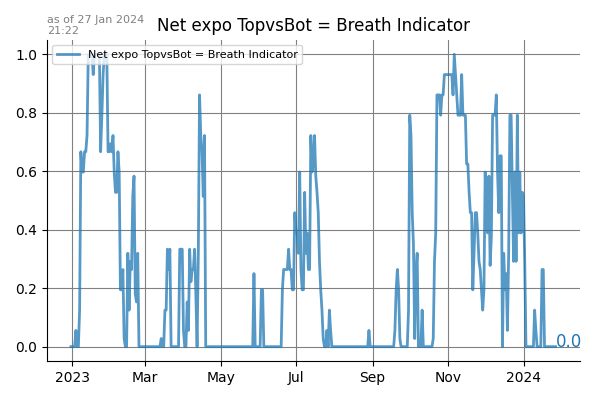 as of 27 Jan 2024
21:22
Net expo TopvsBot = Breath Indicator
Net expo TopvsBot = Breath Indicator
1.0
0.8
0.6
0.4
0.2
0.0
0.0
2023 Mar May Jul Sep Nov 2024